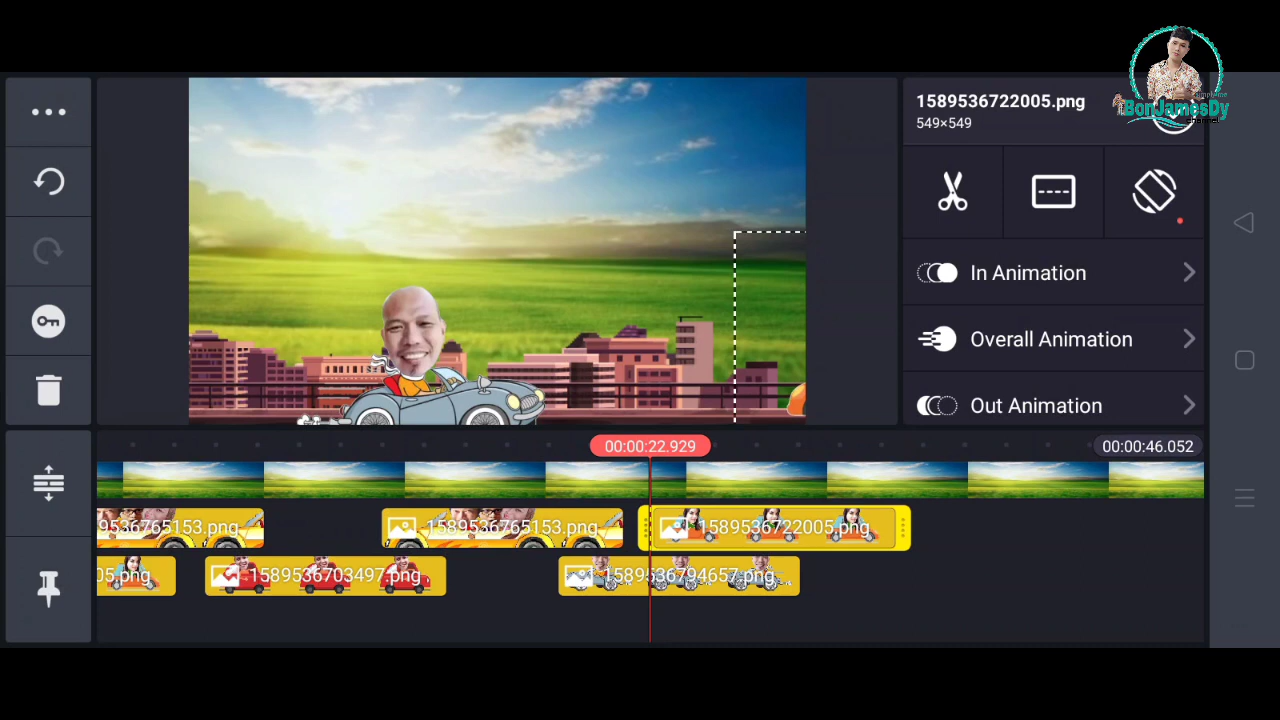 1589536722005.png
549×549
BonJamesDy
channel
In Animation
Overall Animation
Out Animation
00:00:22.929
00:00:46.052
9536765153.png
1589536765153.png
1589536722005.png
05.png
1589536703497.png
1589536794657.png